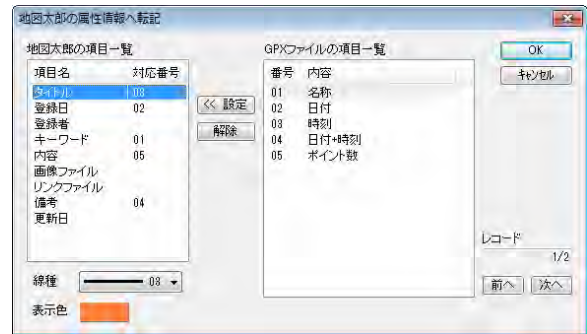 地図太郎の属性情報へ転記
地図太郎の項目一覧
項目名 対応番号
タイトル 03
登録日 02
登録者
キーワード 01
内容 05
画像ファイル
リンクファイル
備考 04
更新日
線種 03
表示色
<< 設定
解除
GPXファイルの項目一覧
番号 内容
01 名称
02 日付
03 時刻
04 日付+時刻
05 ポイント数
OK
キャンセル
レコード
1/2
前へ 次へ